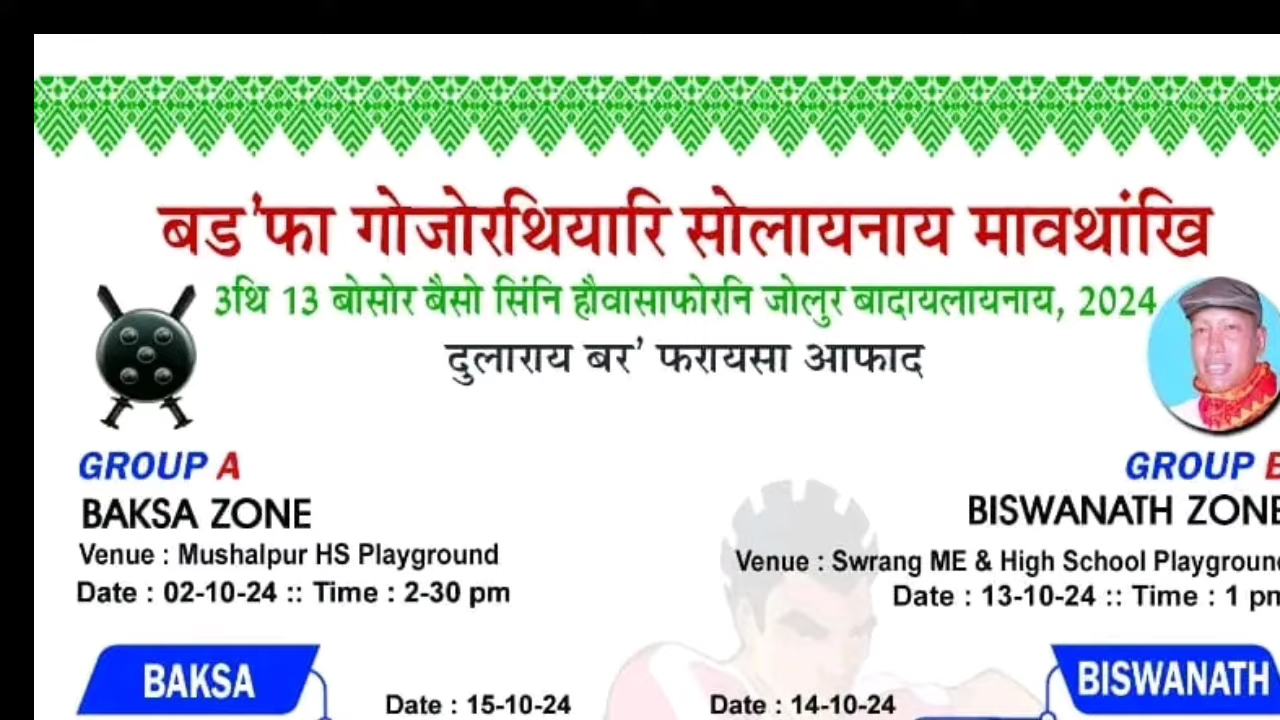 बड'फा गोजोरथियारि सोलायनाय मावथांखि
3थि 13 बोसोर बैसो सिंनि हौवासाफोरनि जोलुर बादायलायनाय, 2024
दुलाराय बर' फरायसा आफाद
GROUP A
BAKSA ZONE
Venue : Mushalpur HS Playground
Date : 02-10-24 :: Time : 2-30 pm
GROUP B
BISWANATH ZONE
Venue : Swrang ME & High School Playground
Date : 13-10-24 :: Time : 1 pm
BAKSA
Date : 15-10-24
Date : 14-10-24
BISWANATH